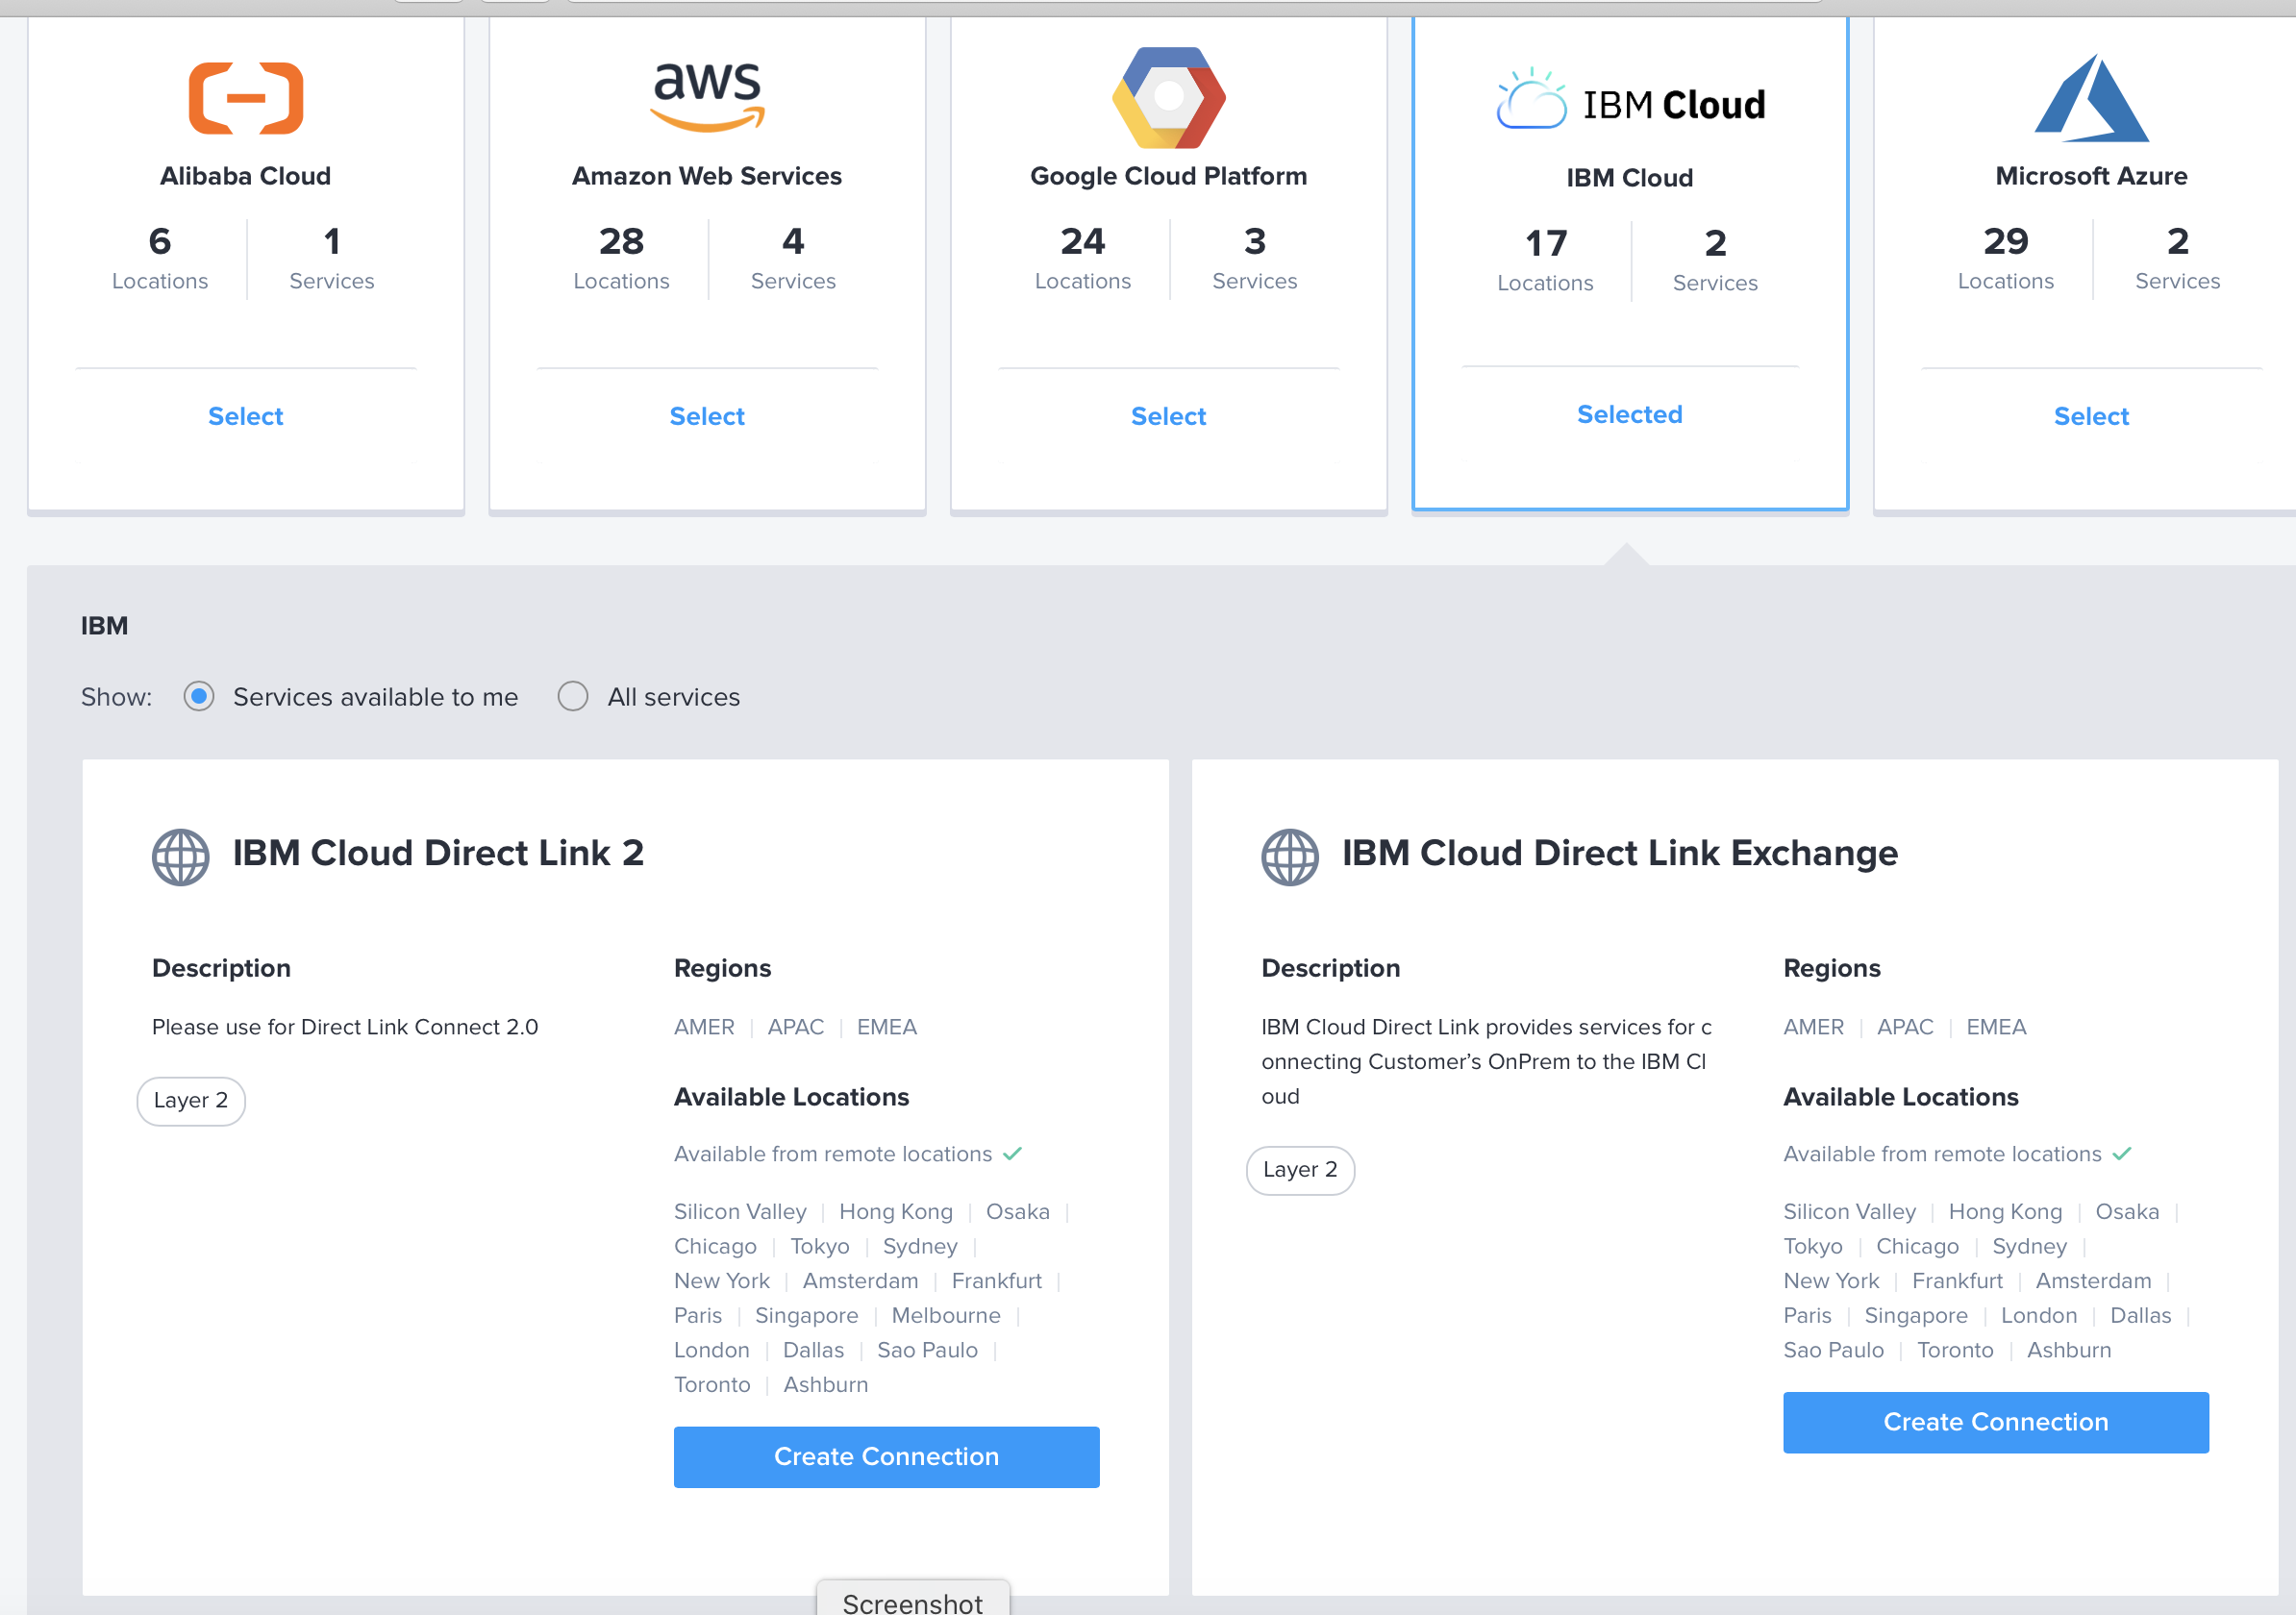 aws
IBM Cloud
Alibaba Cloud
Amazon Web Services
Google Cloud Platform
IBM Cloud
Microsoft Azure
6 1 28 4 24 3 17 2 29 2
Locations Services Locations Services Locations Services Locations Services Locations Services
Select Select Select Selected Select
IBM
Show: Services available to me All services
IBM Cloud Direct Link 2
Description
Please use for Direct Link Connect 2.0
Layer 2
Regions
AMER | APAC | EMEA
Available Locations
Available from remote locations
Silicon Valley | Hong Kong | Osaka |
Chicago | Tokyo | Sydney |
New York | Amsterdam | Frankfurt |
Paris | Singapore | Melbourne |
London | Dallas | Sao Paulo |
Toronto | Ashburn
Create Connection
IBM Cloud Direct Link Exchange
Description
IBM Cloud Direct Link provides services for c
onnecting Customer’s OnPrem to the IBM Cl
oud
Layer 2
Regions
AMER | APAC | EMEA
Available Locations
Available from remote locations
Silicon Valley | Hong Kong | Osaka |
Tokyo | Chicago | Sydney |
New York | Frankfurt | Amsterdam |
Paris | Singapore | London | Dallas |
Sao Paulo | Toronto | Ashburn
Create Connection
Screenshot